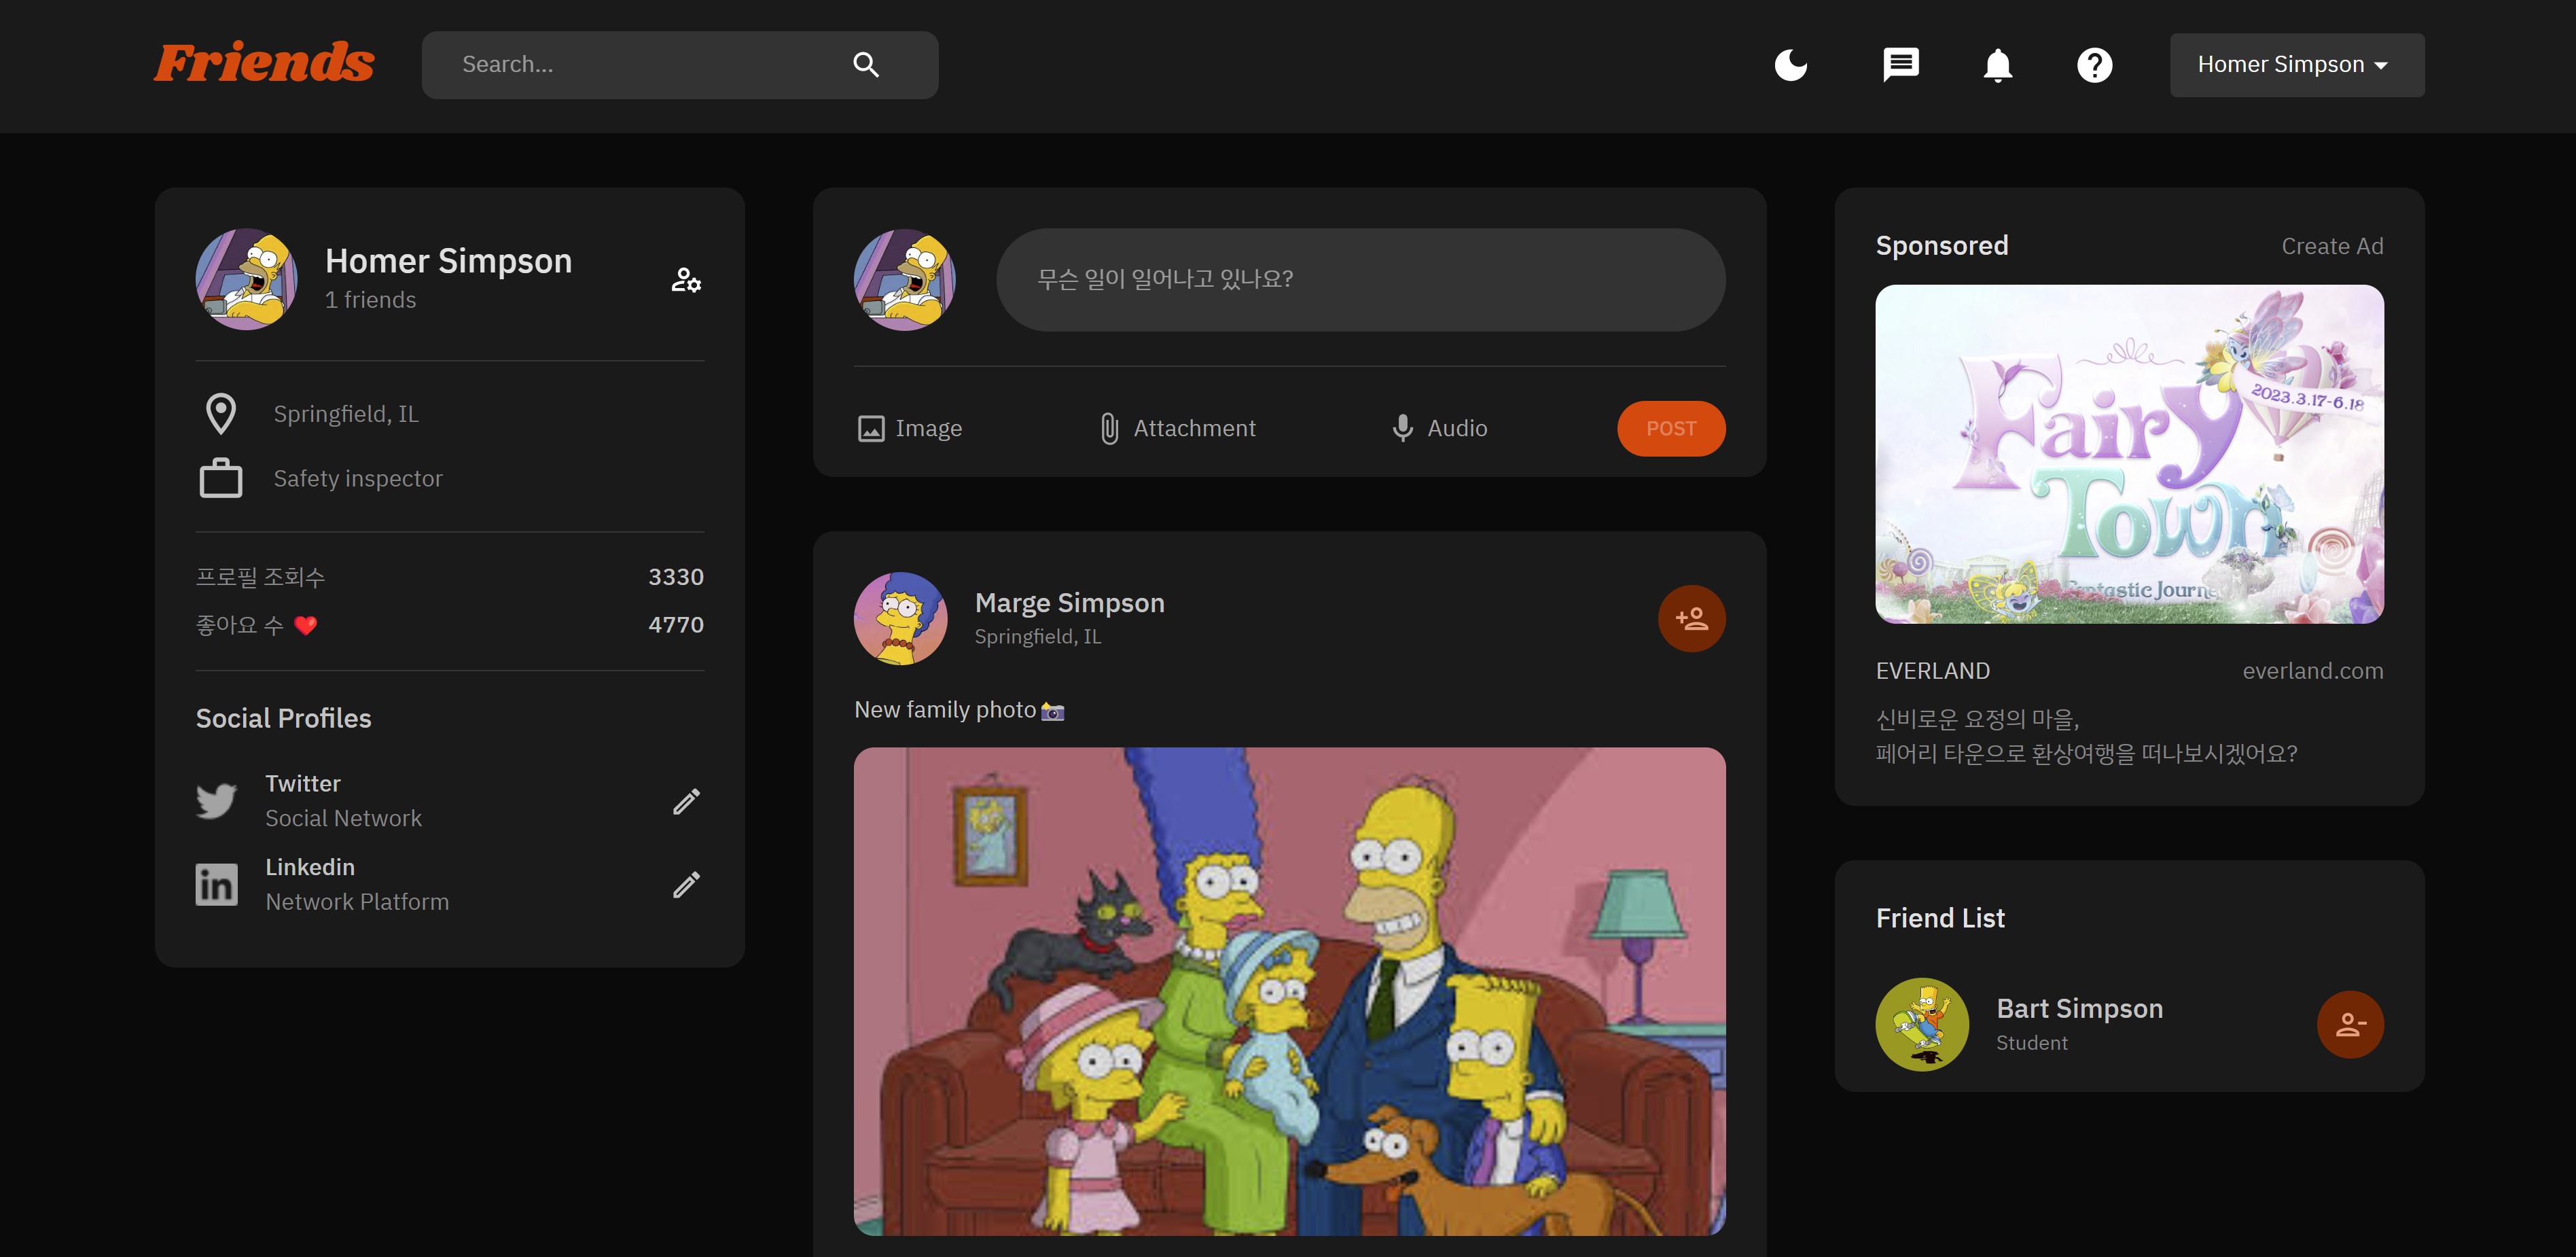 Friends
Search...
Homer Simpson
Homer Simpson
1 friends
Springfield, IL
Safety inspector
프로필 조회수 3330
좋아요 수 ❤️ 4770
Social Profiles
Twitter
Social Network
Linkedin
Network Platform
무슨 일이 일어나고 있나요?
Image Attachment Audio POST
Marge Simpson
Springfield, IL
New family photo📸
Sponsored Create Ad
Fairy
2023.3.17-6.18
Town
Fantastic Journe
EVERLAND everland.com
신비로운 요정의 마을,
페어리 타운으로 환상여행을 떠나보시겠어요?
Friend List
Bart Simpson
Student